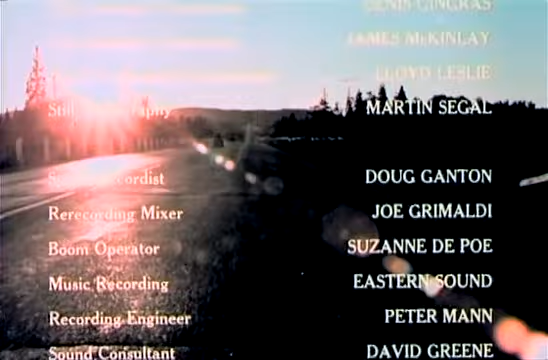 DENIS GINGRAS
JAMES McKINLAY
LLOYD LESLIE
Still MARTIN SEGAL
DOUG GANTON
Rerecording Mixer JOE GRIMALDI
Boom Operator SUZANNE DE POE
Music Recording EASTERN SOUND
Recording Engineer PETER MANN
Sound Consultant DAVID GREENE